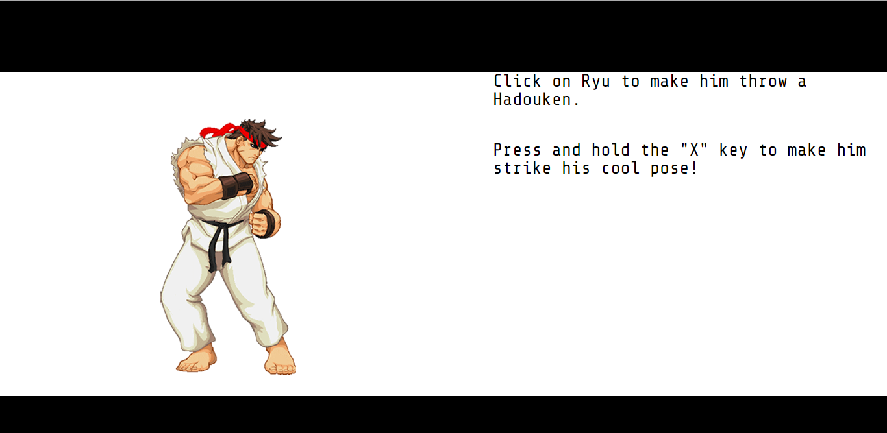 Click on Ryu to make him throw a
Hadouken.
Press and hold the "X" key to make him
strike his cool pose!